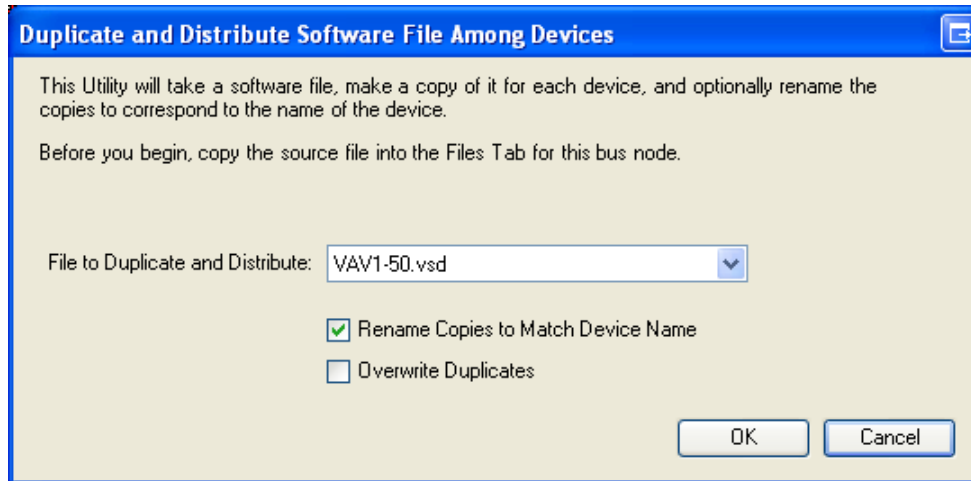 Duplicate and Distribute Software File Among Devices
This Utility will take a software file, make a copy of it for each device, and optionally rename the
copies to correspond to the name of the device.
Before you begin, copy the source file into the Files Tab for this bus node.
File to Duplicate and Distribute: VAV1-50.vsd
Rename Copies to Match Device Name
Overwrite Duplicates
OK Cancel